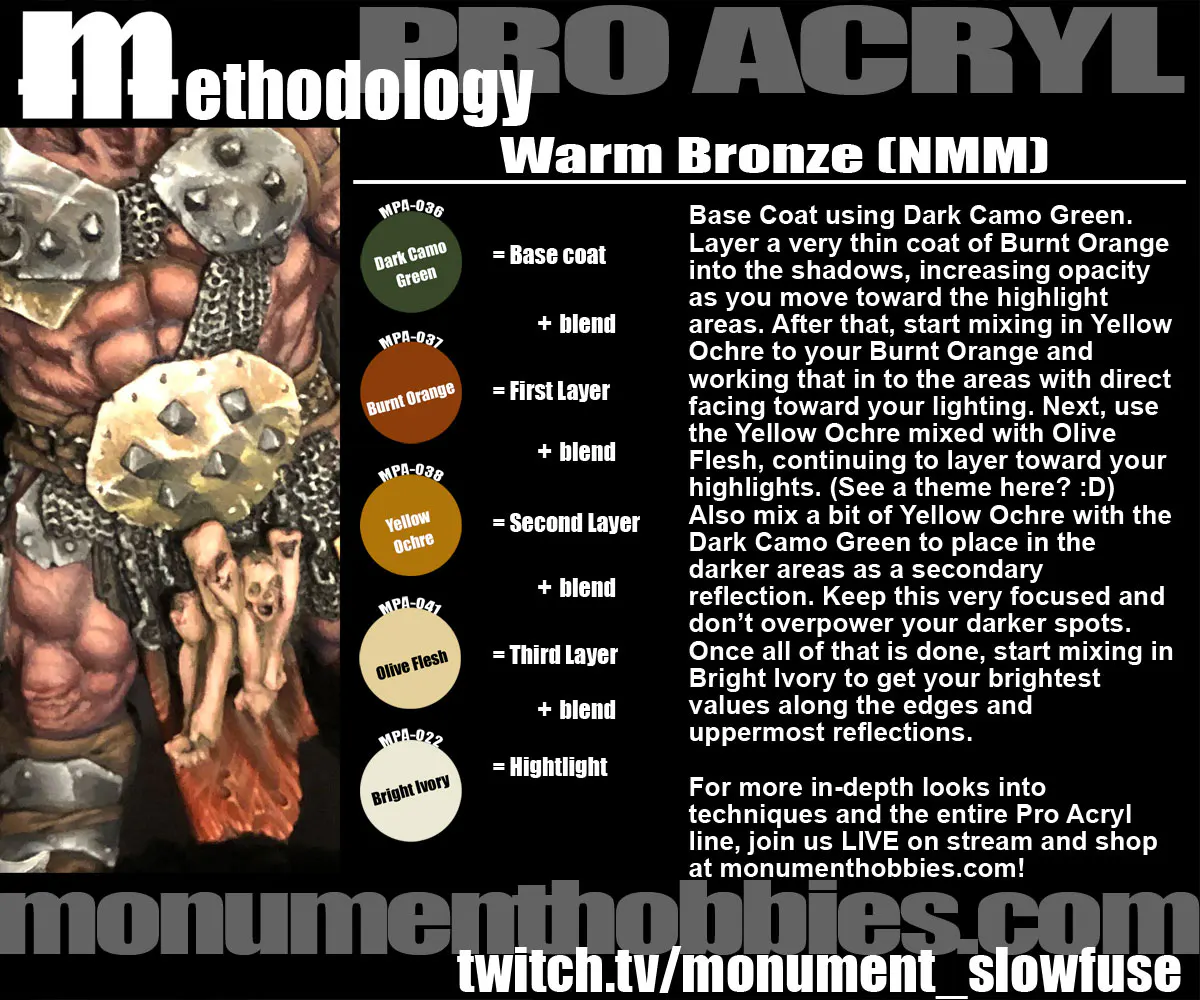 PRO ACRYL
Methodology
Warm Bronze (NMM)
MPA-036
Dark Camo
Green
= Base coat
+ blend
MPA-037
Burnt Orange
= First Layer
+ blend
MPA-038
Yellow
Ochre
= Second Layer
+ blend
MPA-041
Olive Flesh
= Third Layer
+ blend
MPA-022
Bright Ivory
= Hightlight
Base Coat using Dark Camo Green.
Layer a very thin coat of Burnt Orange
into the shadows, increasing opacity
as you move toward the highlight
areas. After that, start mixing in Yellow
Ochre to your Burnt Orange and
working that in to the areas with direct
facing toward your lighting. Next, use
the Yellow Ochre mixed with Olive
Flesh, continuing to layer toward your
highlights. (See a theme here? :D)
Also mix a bit of Yellow Ochre with the
Dark Camo Green to place in the
darker areas as a secondary
reflection. Keep this very focused and
don’t overpower your darker spots.
Once all of that is done, start mixing in
Bright Ivory to get your brightest
values along the edges and
uppermost reflections.
For more in-depth looks into
techniques and the entire Pro Acryl
line, join us LIVE on stream and shop
at monumenthobbies.com!
monumenthobbies.com
twitch.tv/monument_slowfuse